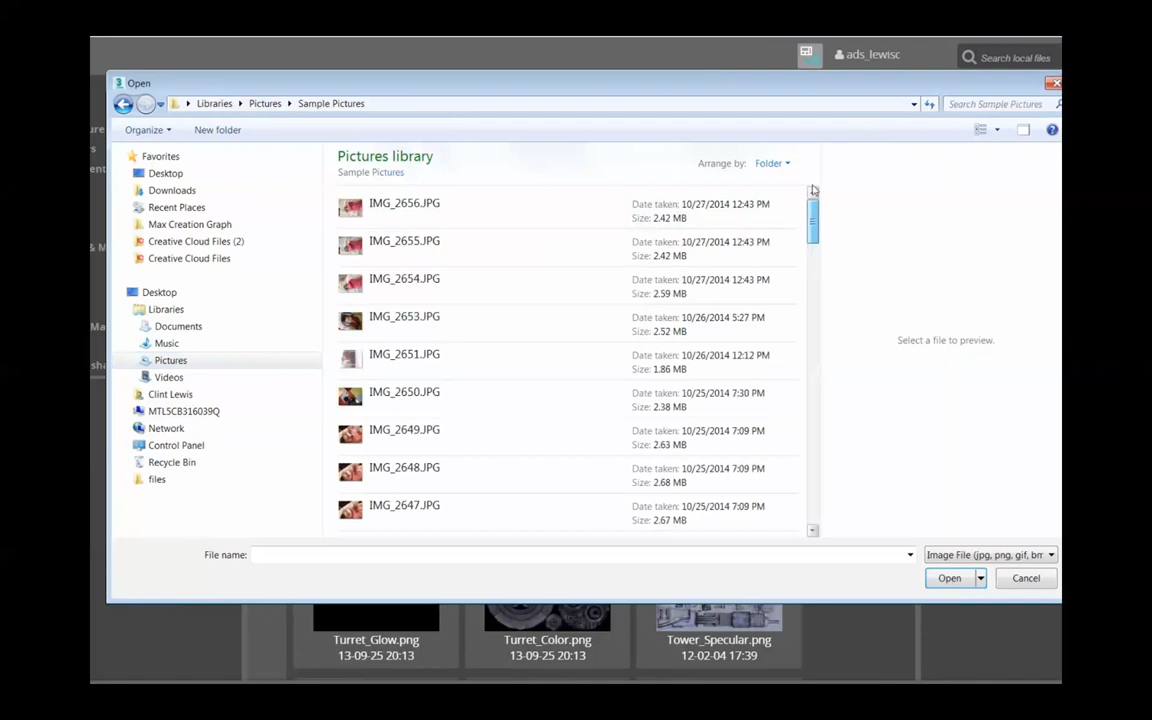 ads_lewisc
Search local files
Open
Libraries Pictures Sample Pictures
Search Sample Pictures
Organize
New folder
Favorites
Desktop
Downloads
Recent Places
Max Creation Graph
Creative Cloud Files (2)
Creative Cloud Files
Desktop
Libraries
Documents
Music
Pictures
Videos
Clint Lewis
MTL5CB316039Q
Network
Control Panel
Recycle Bin
files
Pictures library
Sample Pictures
Arrange by: Folder
IMG_2656.JPG
Date taken: 10/27/2014 12:43 PM
Size: 2.42 MB
IMG_2655.JPG
Date taken: 10/27/2014 12:43 PM
Size: 2.42 MB
IMG_2654.JPG
Date taken: 10/27/2014 12:43 PM
Size: 2.59 MB
IMG_2653.JPG
Date taken: 10/26/2014 5:27 PM
Size: 2.52 MB
IMG_2651.JPG
Date taken: 10/26/2014 12:12 PM
Size: 1.86 MB
IMG_2650.JPG
Date taken: 10/25/2014 7:30 PM
Size: 2.38 MB
IMG_2649.JPG
Date taken: 10/25/2014 7:09 PM
Size: 2.63 MB
IMG_2648.JPG
Date taken: 10/25/2014 7:09 PM
Size: 2.68 MB
IMG_2647.JPG
Date taken: 10/25/2014 7:09 PM
Size: 2.67 MB
Select a file to preview.
File name:
Image File (jpg, png, gif, bm
Open
Cancel
Turret_Glow.png
13-09-25 20:13
Turret_Color.png
13-09-25 20:13
Tower_Specular.png
12-02-04 17:39